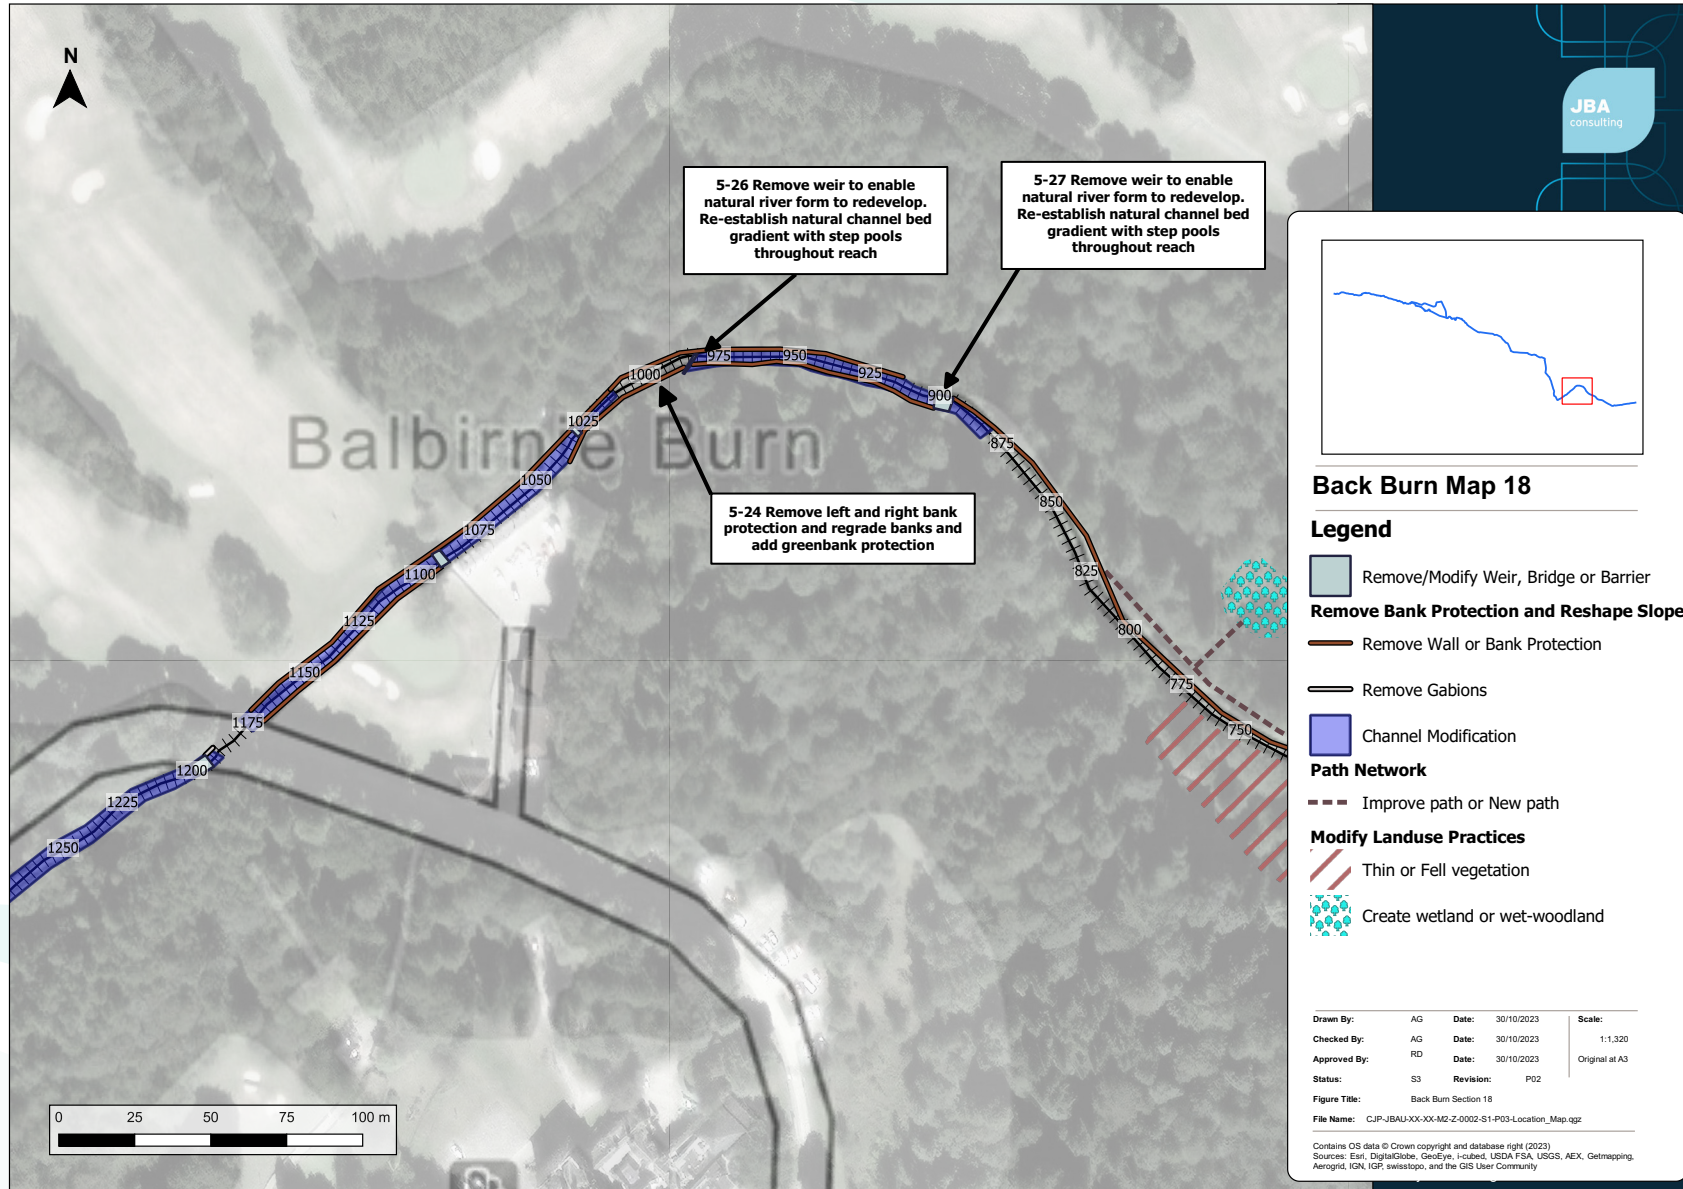 N
JBA
consulting
5-26 Remove weir to enable
natural river form to redevelop.
Re-establish natural channel bed
gradient with step pools
throughout reach
5-27 Remove weir to enable
natural river form to redevelop.
Re-establish natural channel bed
gradient with step pools
throughout reach
975
950
925
900
1000
1025
875
Balbirnie Burn
1050
850
5-24 Remove left and right bank
protection and regrade banks and
add greenbank protection
1075
1100
825
1125
800
1150
775
1175
750
1200
1225
1250
0 25 50 75 100 m
Back Burn Map 18
Legend
Remove/Modify Weir, Bridge or Barrier
Remove Bank Protection and Reshape Slope
Remove Wall or Bank Protection
Remove Gabions
Channel Modification
Path Network
Improve path or New path
Modify Landuse Practices
Thin or Fell vegetation
Create wetland or wet-woodland
Drawn By: AG Date: 30/10/2023 Scale:
Checked By: AG Date: 30/10/2023 1:1,320
Approved By: RD Date: 30/10/2023 Original at A3
Status: S3 Revision: P02
Figure Title: Back Burn Section 18
File Name: CJP-JBAU-XX-XX-M2-Z-0002-S1-P03-Location_Map.qgz
Contains OS data © Crown copyright and database right (2023)
Sources: Esri, DigitalGlobe, GeoEye, i-cubed, USDA FSA, USGS, AEX, Getmapping,
Aerogrid, IGN, IGP, swisstopo, and the GIS User Community